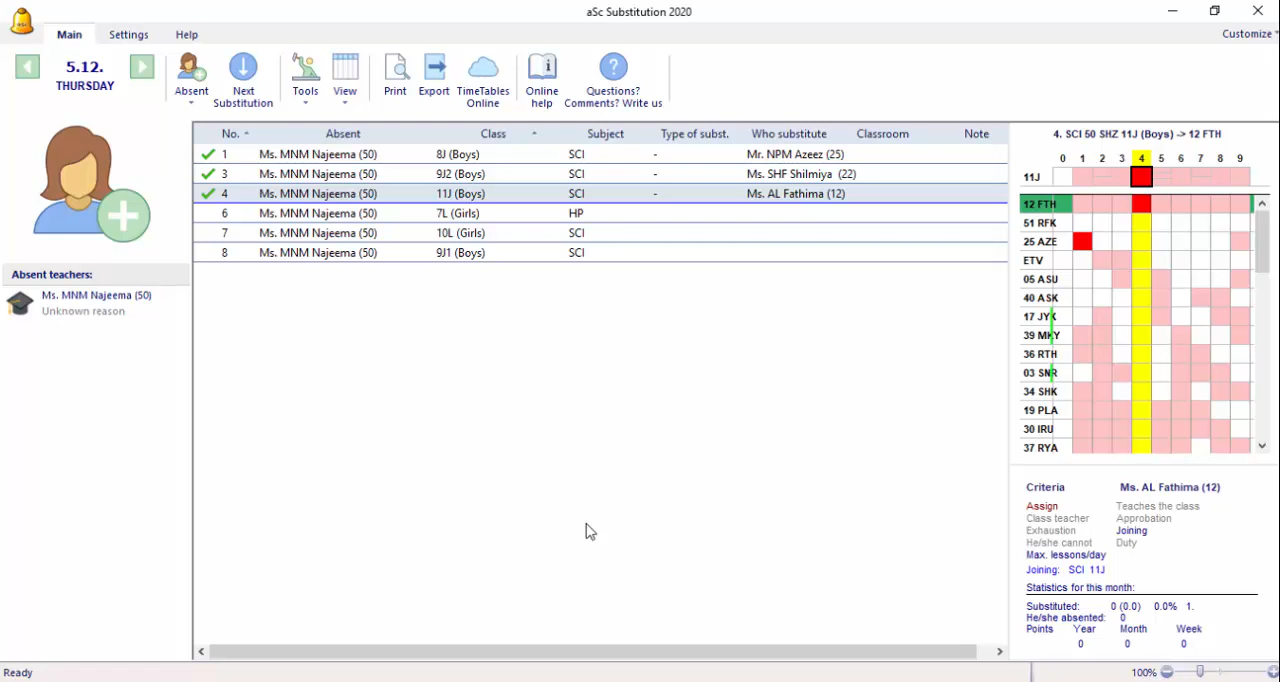 aSc Substitution 2020
Main Settings Help
Customize
5.12.
THURSDAY
Absent
Next
Substitution
Tools
View
Print
Export
TimeTables
Online
Online
help
Questions?
Comments? Write us
Absent teachers:
Ms. MNM Najeema (50)
Unknown reason
No. Absent Class Subject Type of subst. Who substitute Classroom Note
1 Ms. MNM Najeema (50) 8J (Boys) SCI - Mr. NPM Azeez (25)
3 Ms. MNM Najeema (50) 9J2 (Boys) SCI - Ms. SHF Shilmiya (22)
4 Ms. MNM Najeema (50) 11J (Boys) SCI - Ms. AL Fathima (12)
6 Ms. MNM Najeema (50) 7L (Girls) HP
7 Ms. MNM Najeema (50) 10L (Girls) SCI
8 Ms. MNM Najeema (50) 9J1 (Boys) SCI
4. SCI 50 SHZ 11J (Boys) -> 12 FTH
0 1 2 3 4 5 6 7 8 9
11J
12 FTH
51 RFK
25 AZE
ETV
05 ASU
40 ASK
17 JYK
39 MKY
36 RTH
03 SNR
34 SHK
19 PLA
30 IRU
37 RYA
Criteria Ms. AL Fathima (12)
Assign Teaches the class
Class teacher Approbation
Exhaustion Joining
He/she cannot Duty
Max. lessons/day
Joining: SCI 11J
Statistics for this month:
Substituted: 0 (0.0) 0.0% 1.
He/she absented: 0
Points Year Month Week
0 0 0
Ready
100%